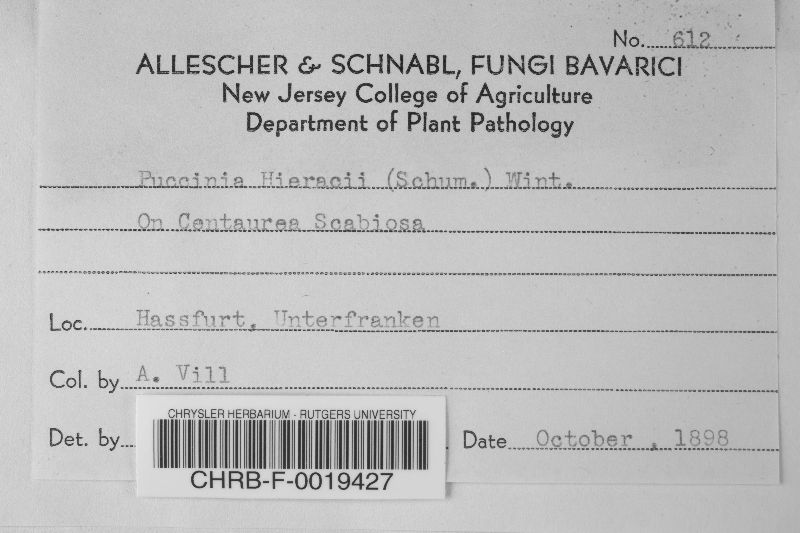 No. 612
ALLESCHER & SCHNABL, FUNGI BAVARICI
New Jersey College of Agriculture
Department of Plant Pathology
Puccinia Hieracii (Schum.) Wint.
On Centaurea Scabiosa
Loc. Hassfurt, Unterfranken
Col. by A. Vill
Det. by Date October , 1898
CHRYSLER HERBARIUM - RUTGERS UNIVERSITY
CHRB-F-0019427